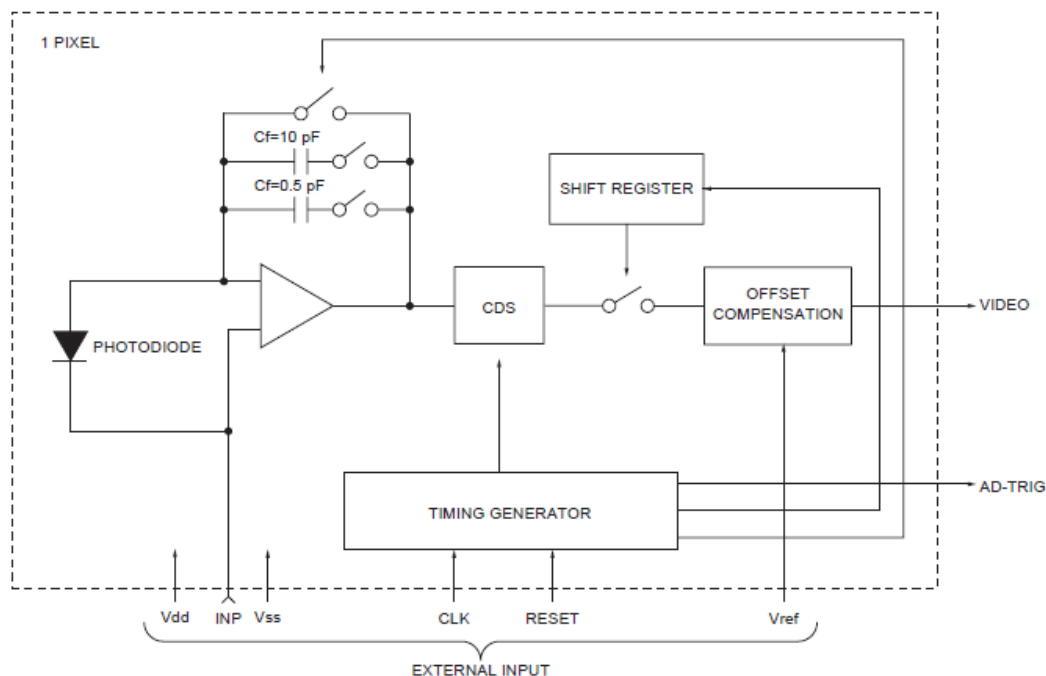 1 PIXEL
Cf=10 pF
Cf=0.5 pF
SHIFT REGISTER
PHOTODIODE
CDS
OFFSET
COMPENSATION
VIDEO
TIMING GENERATOR
AD-TRIG
Vdd
INP
Vss
CLK
RESET
Vref
EXTERNAL INPUT